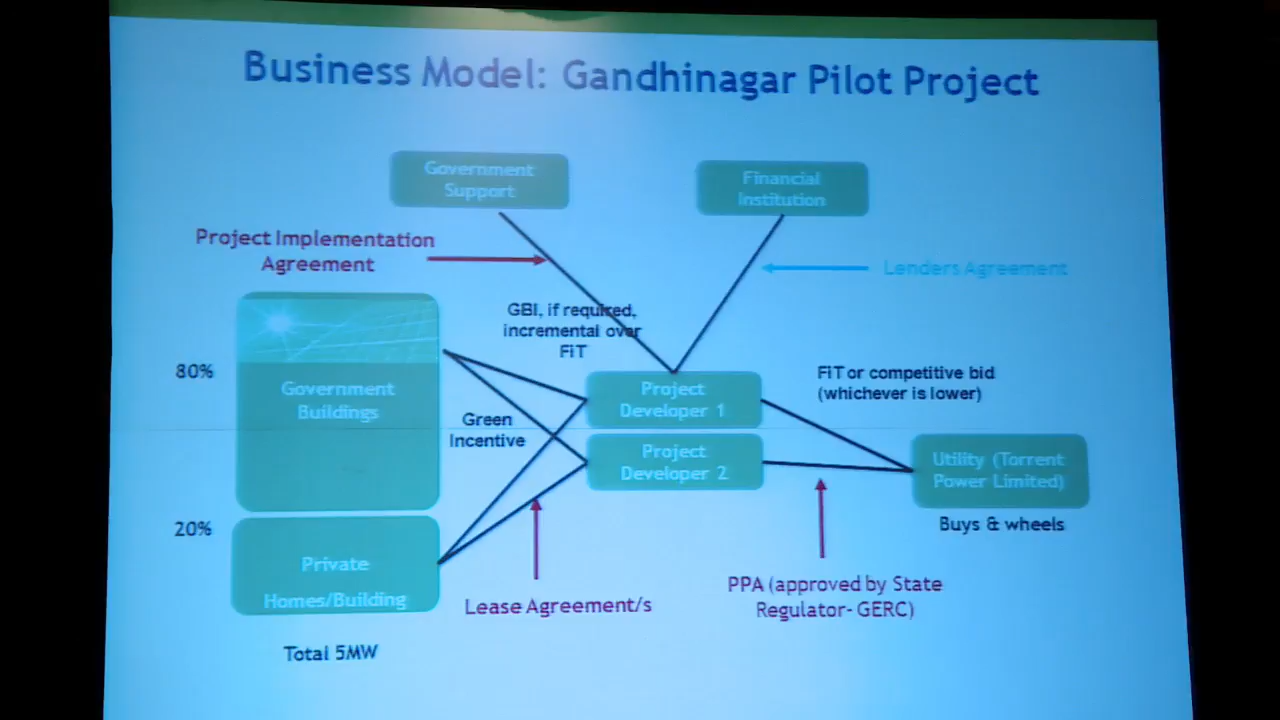 Business Model: Gandhinagar Pilot Project
Government
Support
Financial
Institution
Project Implementation
Agreement
Lenders Agreement
GBI, if required,
incremental over
FiT
80%
Government
Buildings
Green
Incentive
Project
Developer 1
Project
Developer 2
FiT or competitive bid
(whichever is lower)
Utility (Torrent
Power Limited)
Buys & wheels
20%
Private
Homes/Building
Lease Agreement/s
PPA (approved by State
Regulator- GERC)
Total 5MW